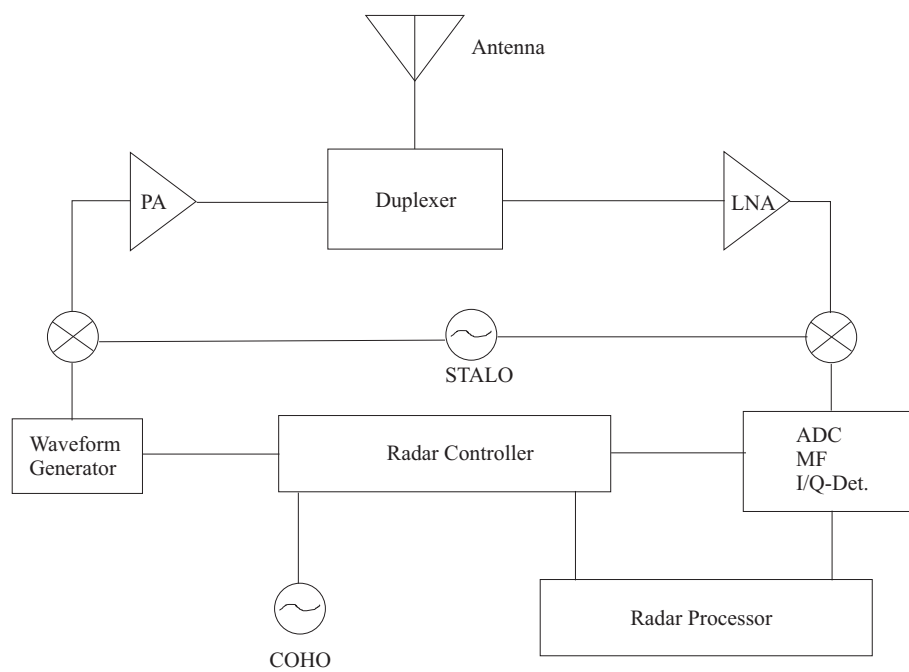 Antenna
PA
Duplexer
LNA
STALO
Waveform
Generator
Radar Controller
ADC
MF
I/Q-Det.
Radar Processor
COHO